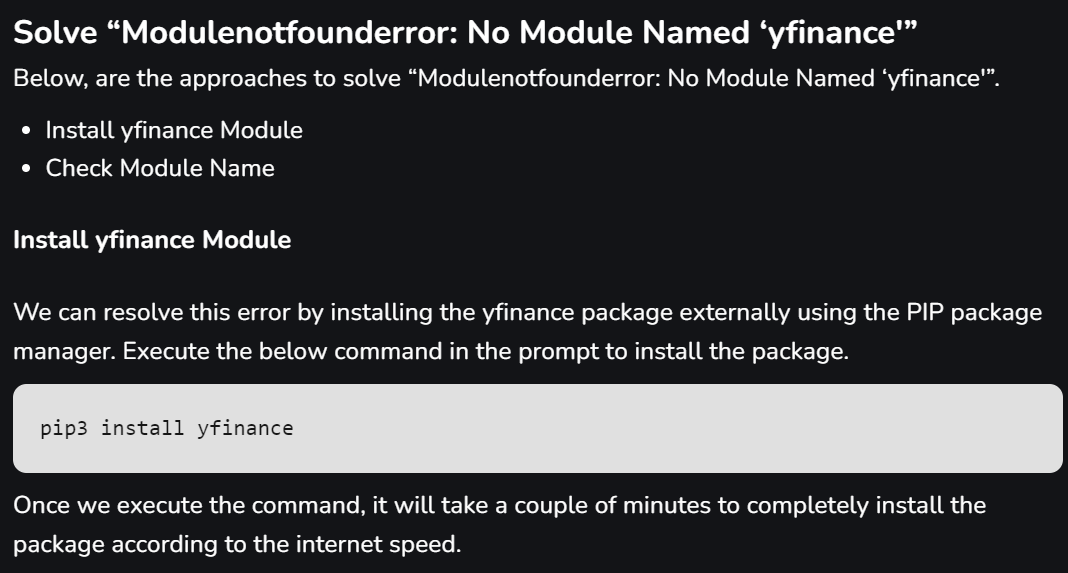 Solve “Modulenotfounderror: No Module Named ‘yfinance'”
Below, are the approaches to solve “Modulenotfounderror: No Module Named ‘yfinance'”.
• Install yfinance Module
• Check Module Name
Install yfinance Module
We can resolve this error by installing the yfinance package externally using the PIP package
manager. Execute the below command in the prompt to install the package.
pip3 install yfinance
Once we execute the command, it will take a couple of minutes to completely install the
package according to the internet speed.